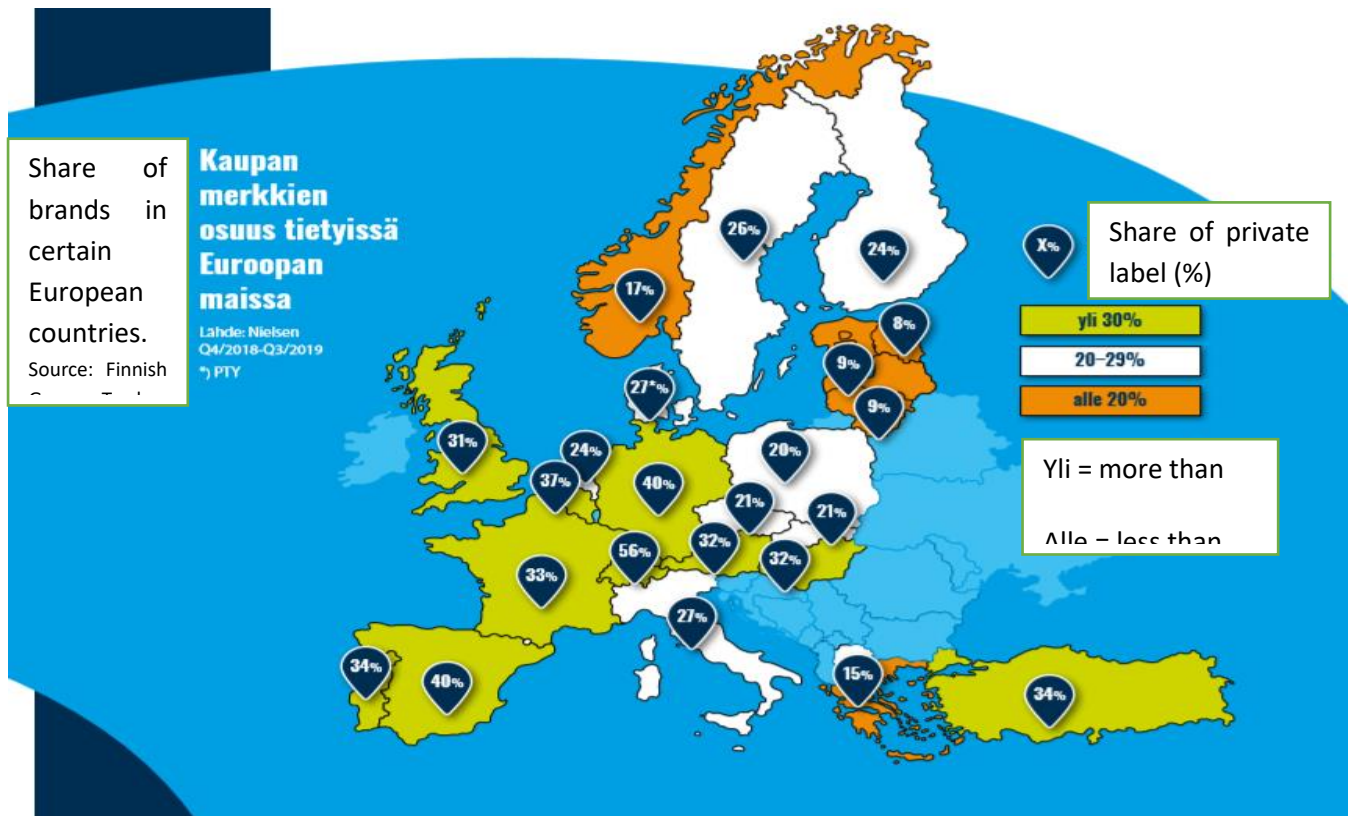 Share of
brands in
certain
European
countries.
Source: Finnish
Kaupan
merkkien
osuus tietyissä
Euroopan
maissa
Lähde: Nielsen
Q4/2018-Q3/2019
*) PTY
X%
Share of private
label (%)
yli 30%
20–29%
alle 20%
Yli = more than
Alle = less than
26%
24%
17%
8%
9%
9%
27*%
31%
24%
37%
40%
20%
21%
21%
56%
32%
32%
33%
27%
34%
40%
15%
34%